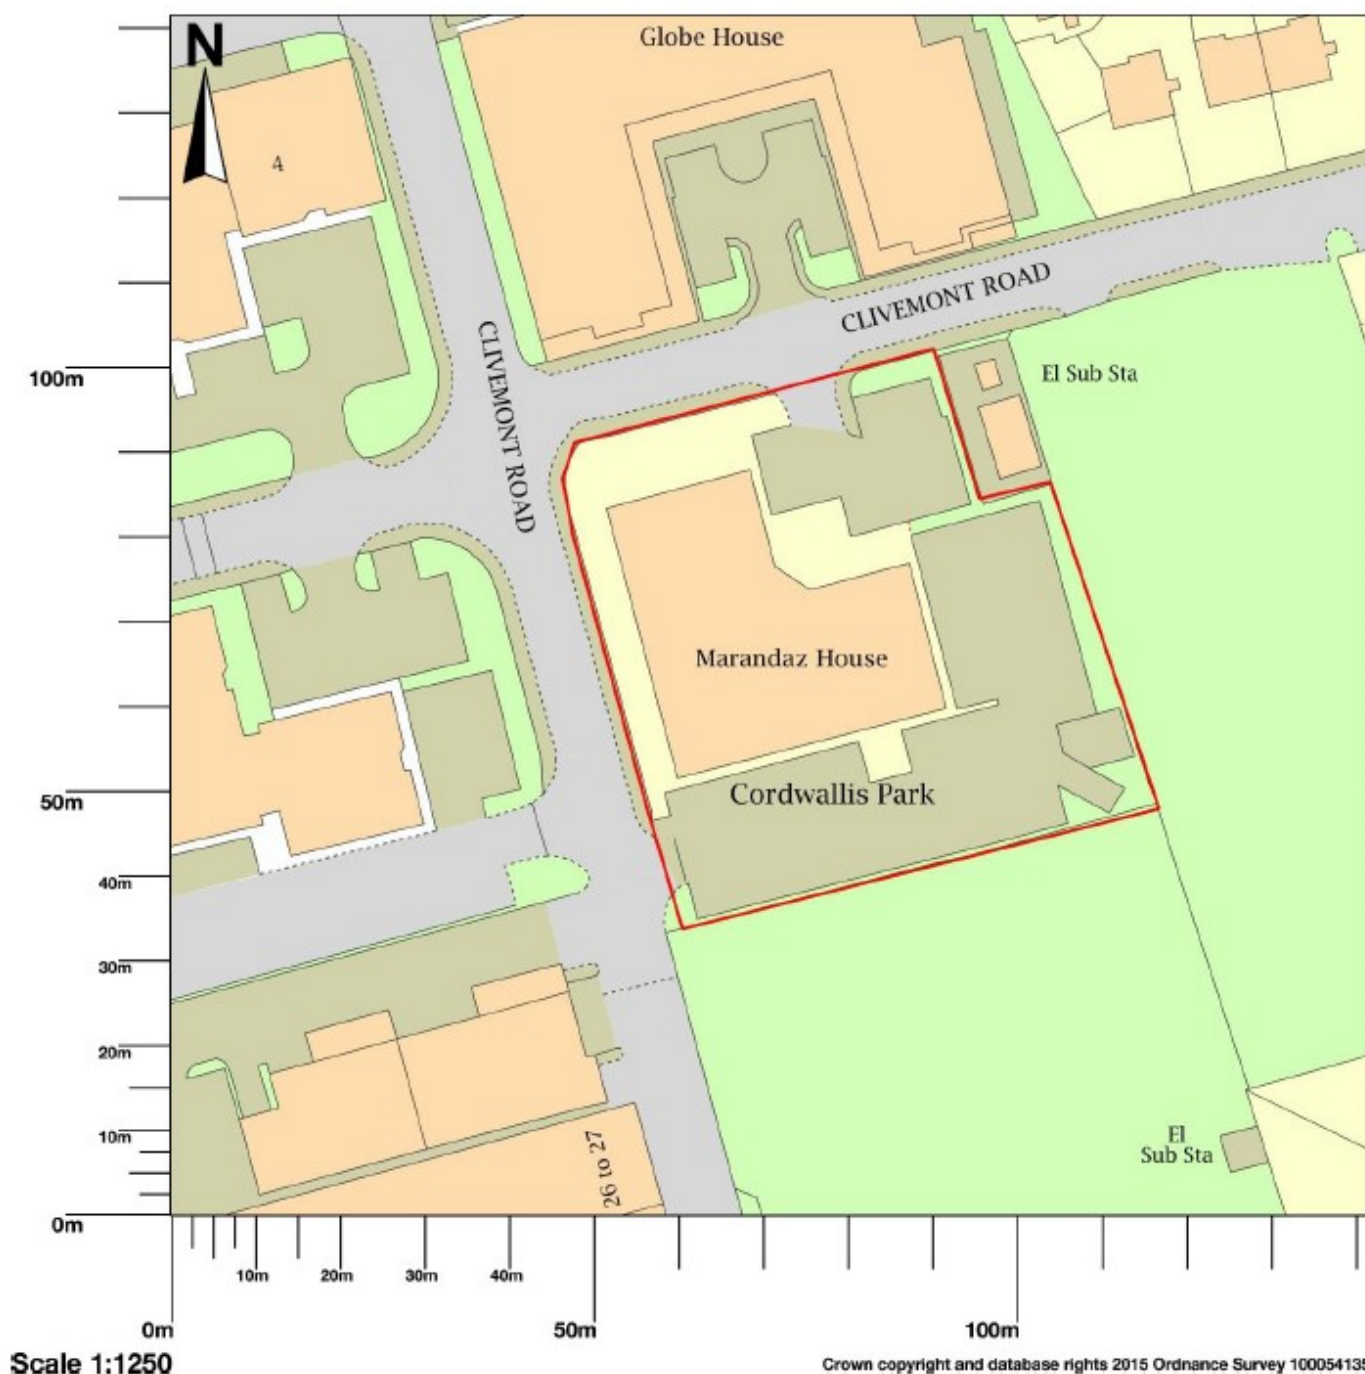 N
Globe House
4
CLIVEMONT ROAD
CLIVEMONT ROAD
100m
El Sub Sta
Marandaz House
50m
Cordwallis Park
40m
30m
20m
10m
26 to 27
El
Sub Sta
0m
10m 20m 30m 40m
0m 50m 100m
Scale 1:1250
Crown copyright and database rights 2015 Ordnance Survey 100054135